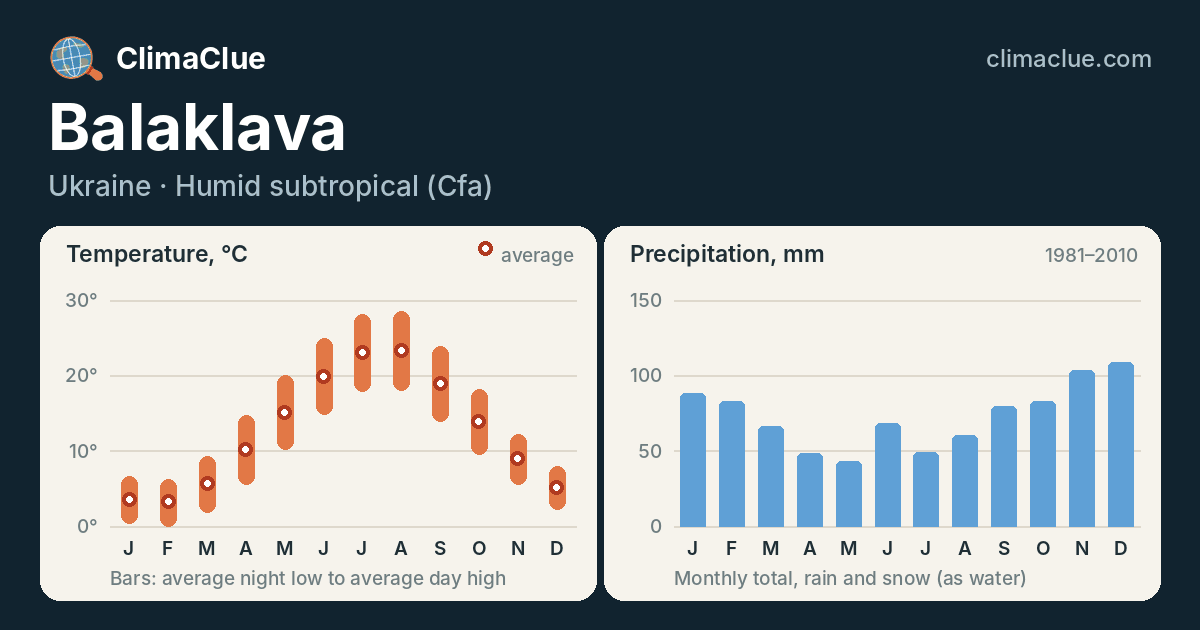 ClimaClue
climaclue.com
Balaklava
Ukraine · Humid subtropical (Cfa)
Temperature, °C
average
30°
20°
10°
0°
J F M A M J J A S O N D
Bars: average night low to average day high
Precipitation, mm
1981–2010
150
100
50
0
J F M A M J J A S O N D
Monthly total, rain and snow (as water)